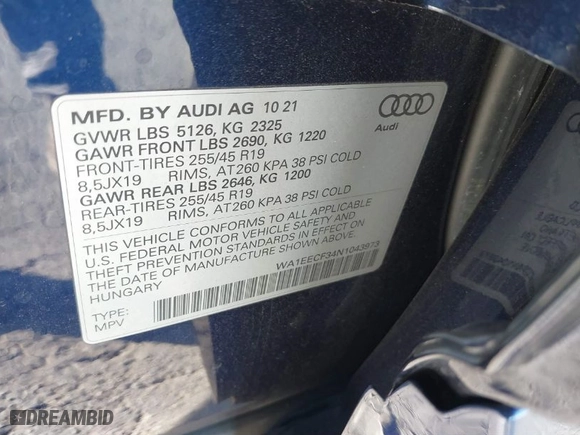 MFD. BY AUDI AG 10 21
GVWR LBS 5126, KG 2325
GAWR FRONT LBS 2690, KG 1220
FRONT-TIRES 255/45 R19
8,5JX19 RIMS, AT 260 KPA 38 PSI COLD
GAWR REAR LBS 2646, KG 1200
REAR-TIRES 255/45 R19
8,5JX19 RIMS, AT 260 KPA 38 PSI COLD
THIS VEHICLE CONFORMS TO ALL APPLICABLE
U.S. FEDERAL MOTOR VEHICLE SAFETY AND
THEFT PREVENTION STANDARDS IN EFFECT ON
THE DATE OF MANUFACTURE SHOWN ABOVE
HUNGARY
WA1EECF34N1043973
TYPE:
MPV
Audi
DREAMBID